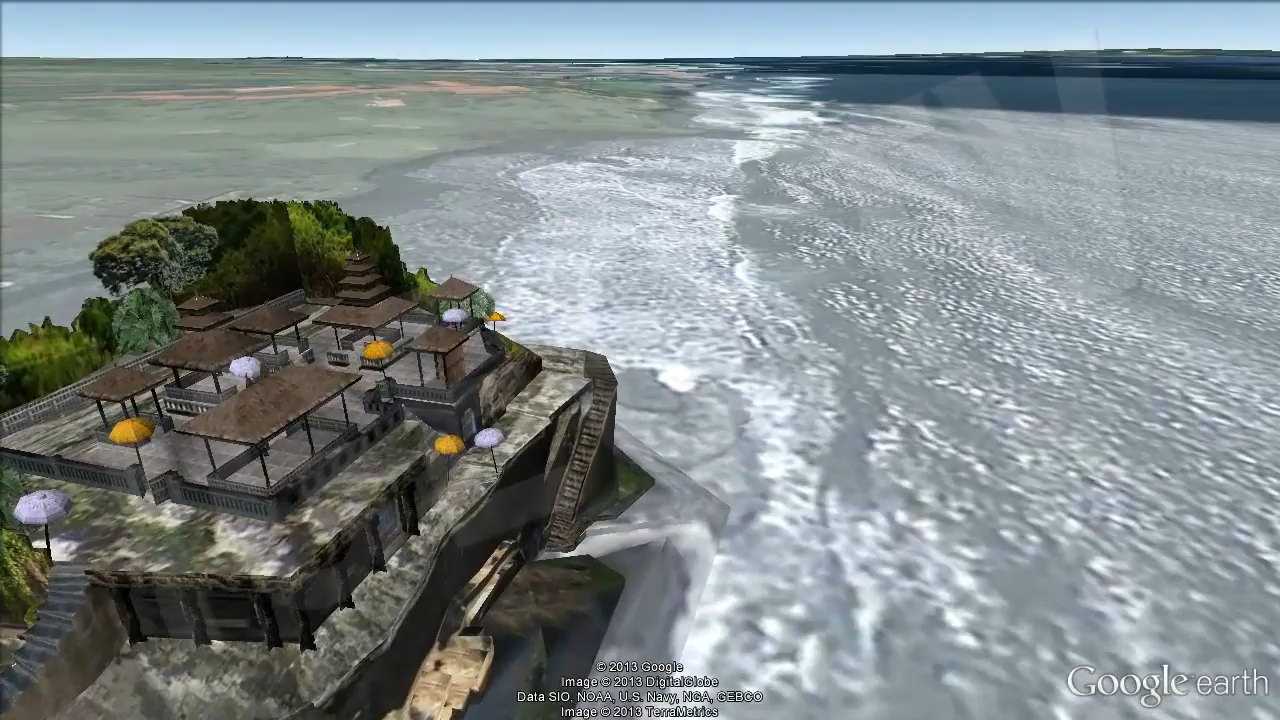 © 2013 Google
Image © 2013 DigitalGlobe
Data SIO, NOAA, U.S. Navy, NGA, GEBCO
Image © 2013 TerraMetrics
Google earth